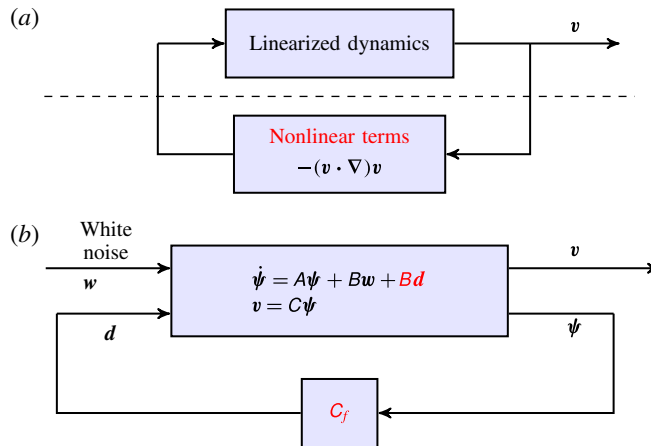 (a)
Linearized dynamics
v
Nonlinear terms
−(v · ∇)v
(b)
White
noise
w
d
ψ̇ = Aψ + Bw + Bd
v = Cψ
v
ψ
C_f